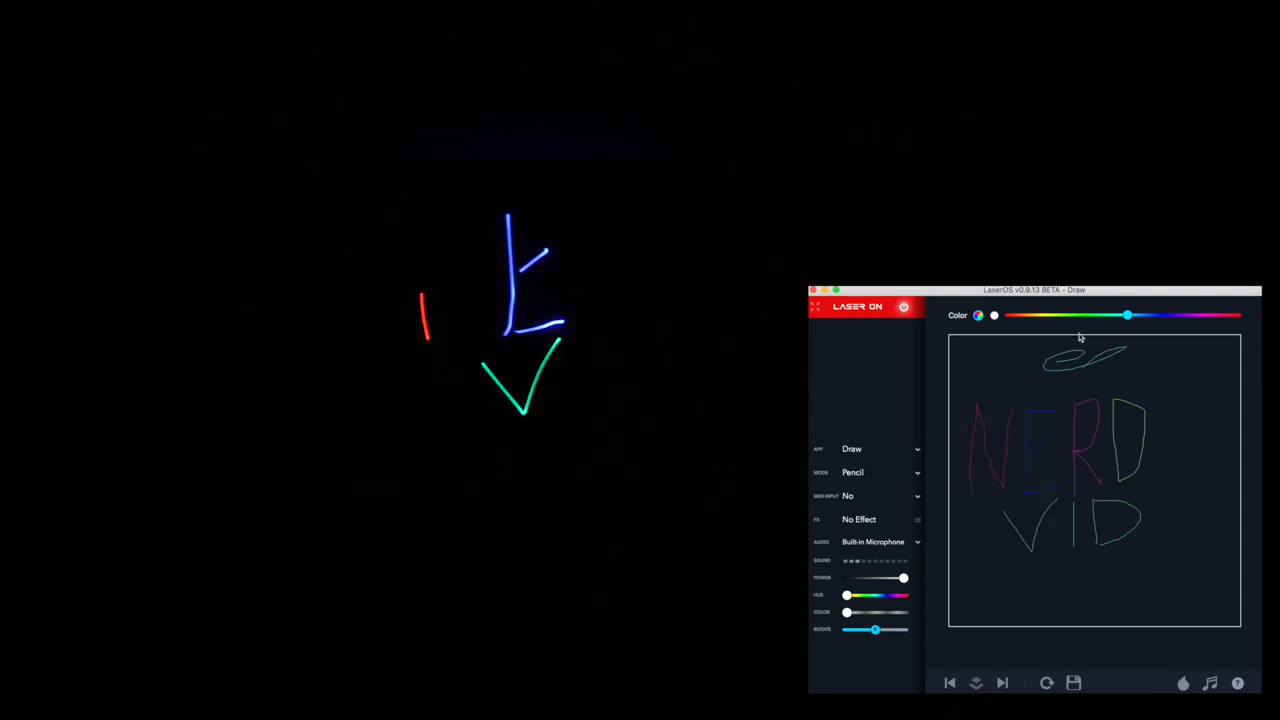 LaserOS v0.9.13 BETA - Draw
LASER ON
Color
NERD
VID
APP Draw
MODE Pencil
MIDI INPUT No
FX No Effect
AUDIO Built-in Microphone
SOUND
POWER
HUE
COLOR
ROTATE 0
?